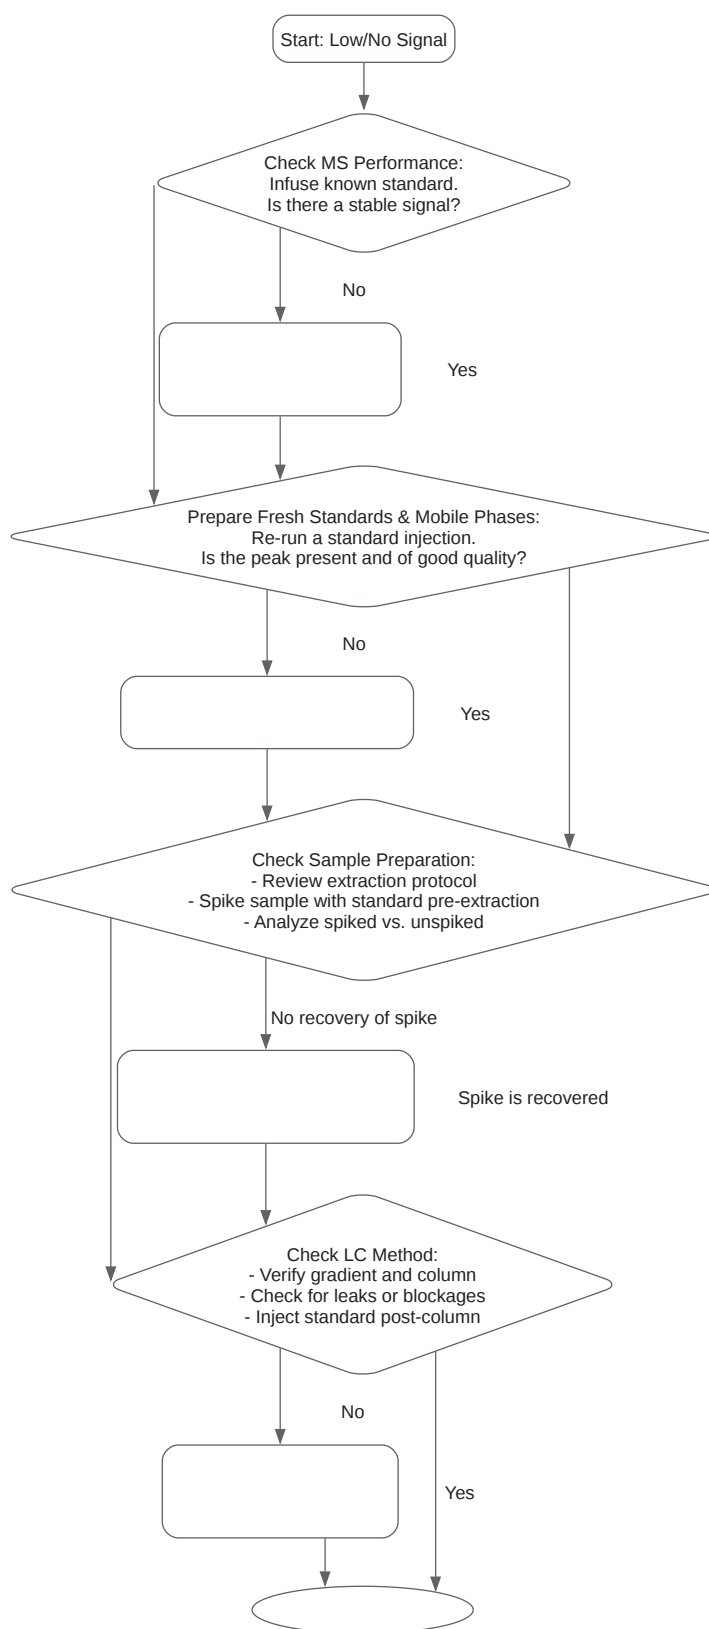 Start: Low/No Signal
Check MS Performance:
Infuse known standard.
Is there a stable signal?
No
Yes
Prepare Fresh Standards & Mobile Phases:
Re-run a standard injection.
Is the peak present and of good quality?
No
Yes
Check Sample Preparation:
- Review extraction protocol
- Spike sample with standard pre-extraction
- Analyze spiked vs. unspiked
No recovery of spike
Spike is recovered
Check LC Method:
- Verify gradient and column
- Check for leaks or blockages
- Inject standard post-column
No
Yes